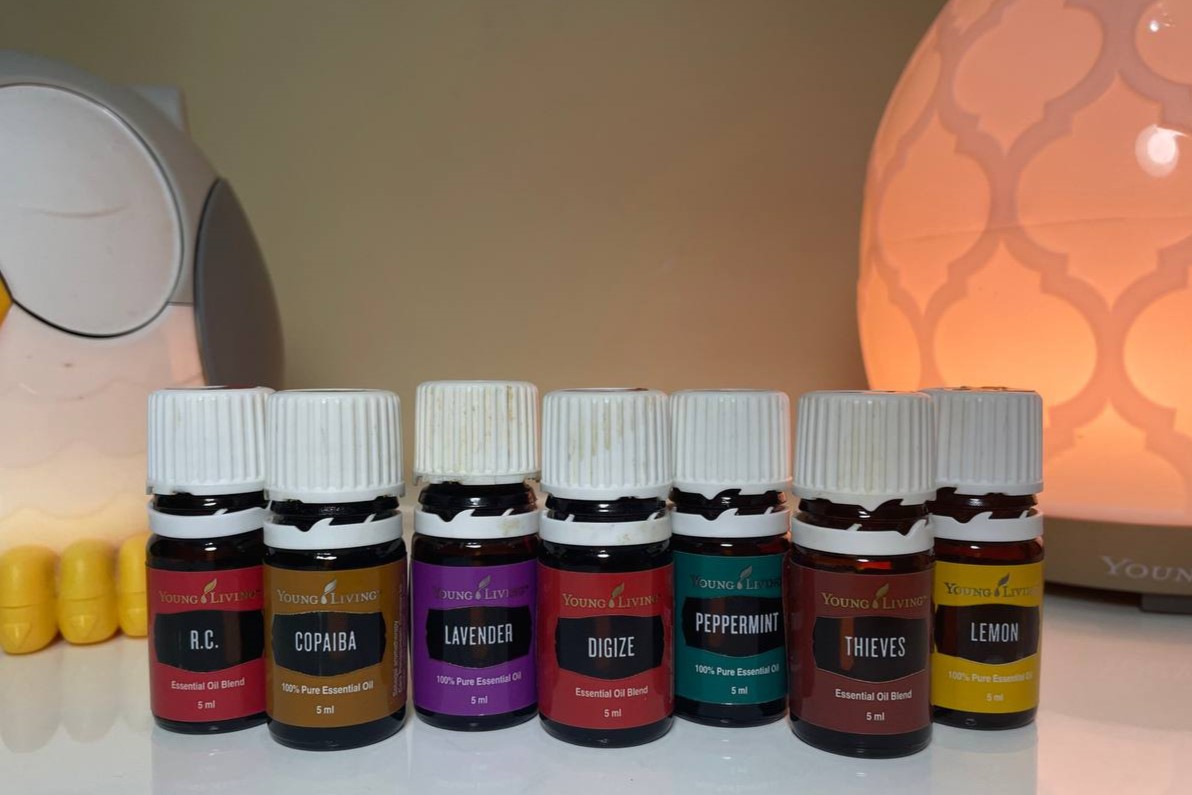 YOUNG LIVING
R.C.
Essential Oil Blend
5 ml
YOUNG LIVING
COPAIBA
100% Pure Essential Oil
5 ml
YOUNG LIVING
LAVENDER
100% Pure Essential Oil
5 ml
YOUNG LIVING
DIGIZE
Essential Oil Blend
5 ml
YOUNG LIVING
PEPPERMINT
100% Pure Essential Oil
5 ml
YOUNG LIVING
THIEVES
Essential Oil Blend
5 ml
YOUNG LIVING
LEMON
100% Pure Essential Oil
5 ml
YOUN